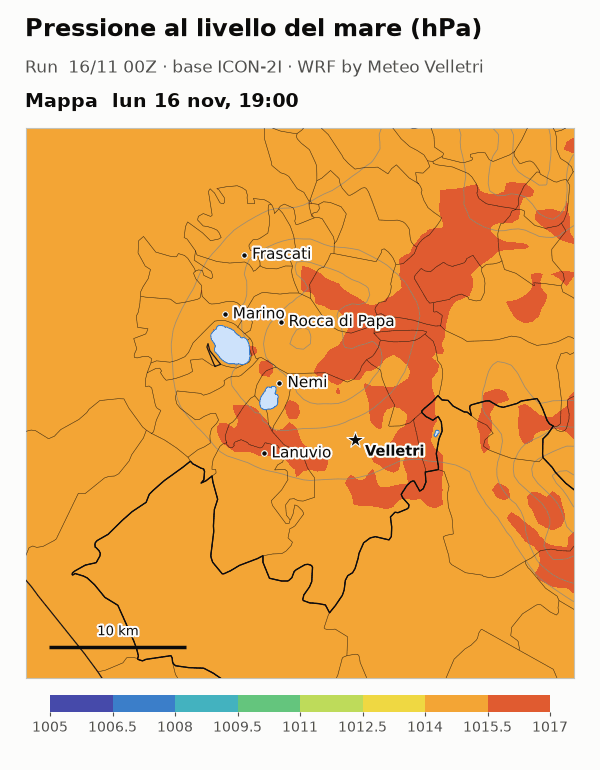 Pressione al livello del mare (hPa)
Run  16/11 00Z · base ICON-2I · WRF by Meteo Velletri
Mappa  lun 16 nov, 19:00
Frascati
Marino
Rocca di Papa
Nemi
Velletri
Lanuvio
10 km
1005 1006.5 1008 1009.5 1011 1012.5 1014 1015.5 1017